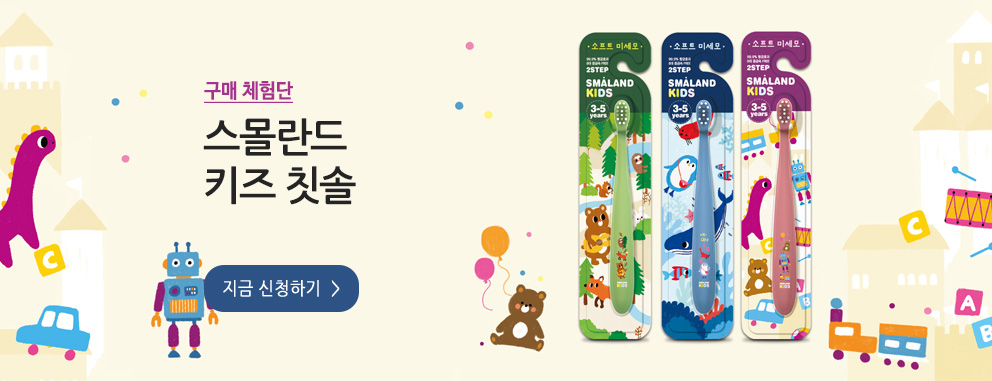 구매 체험단
스몰란드
키즈 칫솔
지금 신청하기 >
· 소프트 미세모 ·
2STEP
SMÅLAND
KIDS
3-5
years
· 소프트 미세모 ·
2STEP
SMÅLAND
KIDS
3-5
years
· 소프트 미세모 ·
2STEP
SMÅLAND
KIDS
3-5
years
C
C
A
B